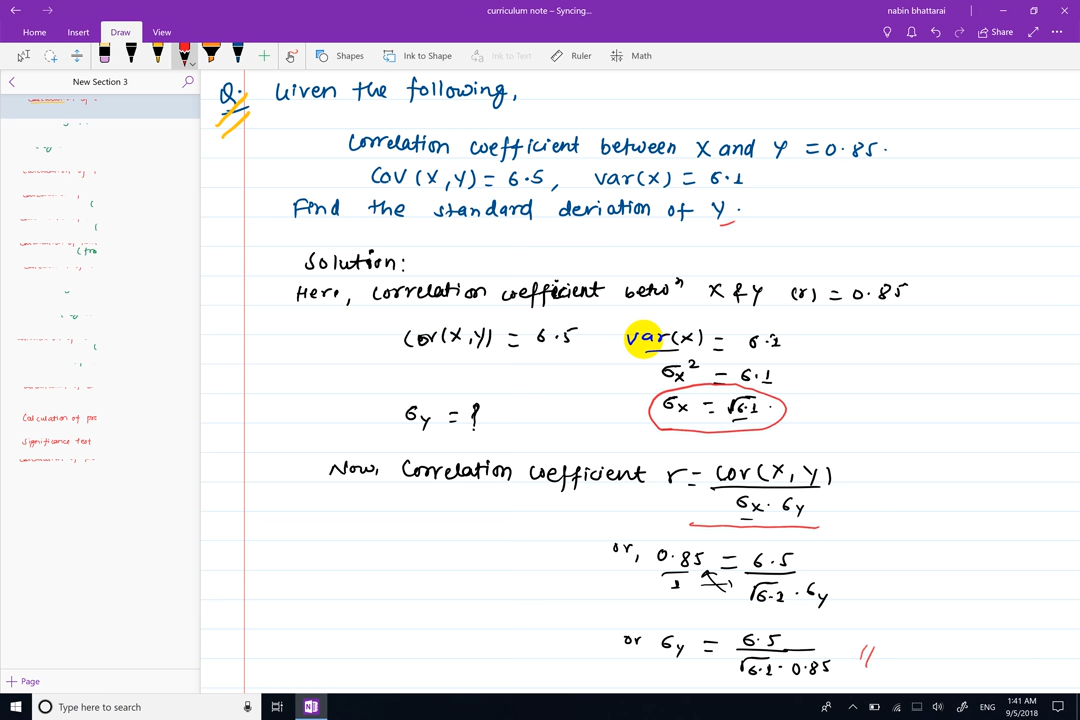 curriculum note – Syncing...
nabin bhattarai
Home Insert Draw View
Share
Ink to Shape
Shapes Ink to Text Ruler Math
New Section 3
Calculation of pre
Significance test
Page
Q. Given the following,
Correlation coefficient between X and Y = 0.85.
Cov (X,Y) = 6.5, var(x) = 6.1
Find the standard deviation of Y.
Solution:
Here, correlation coefficient betwⁿ X & Y (r) = 0.85
Cov(X,Y) = 6.5 var(x) = 6.1
σx² = 6.1
σy = ? σx = √6.1
Now, Correlation coefficient r = Cov(X,Y)
σx · σy
or, 0.85 = 6.5
1 √6.1 · σy
or σy = 6.5
√6.1 · 0.85
Type here to search
ENG
1:41 AM
9/5/2018